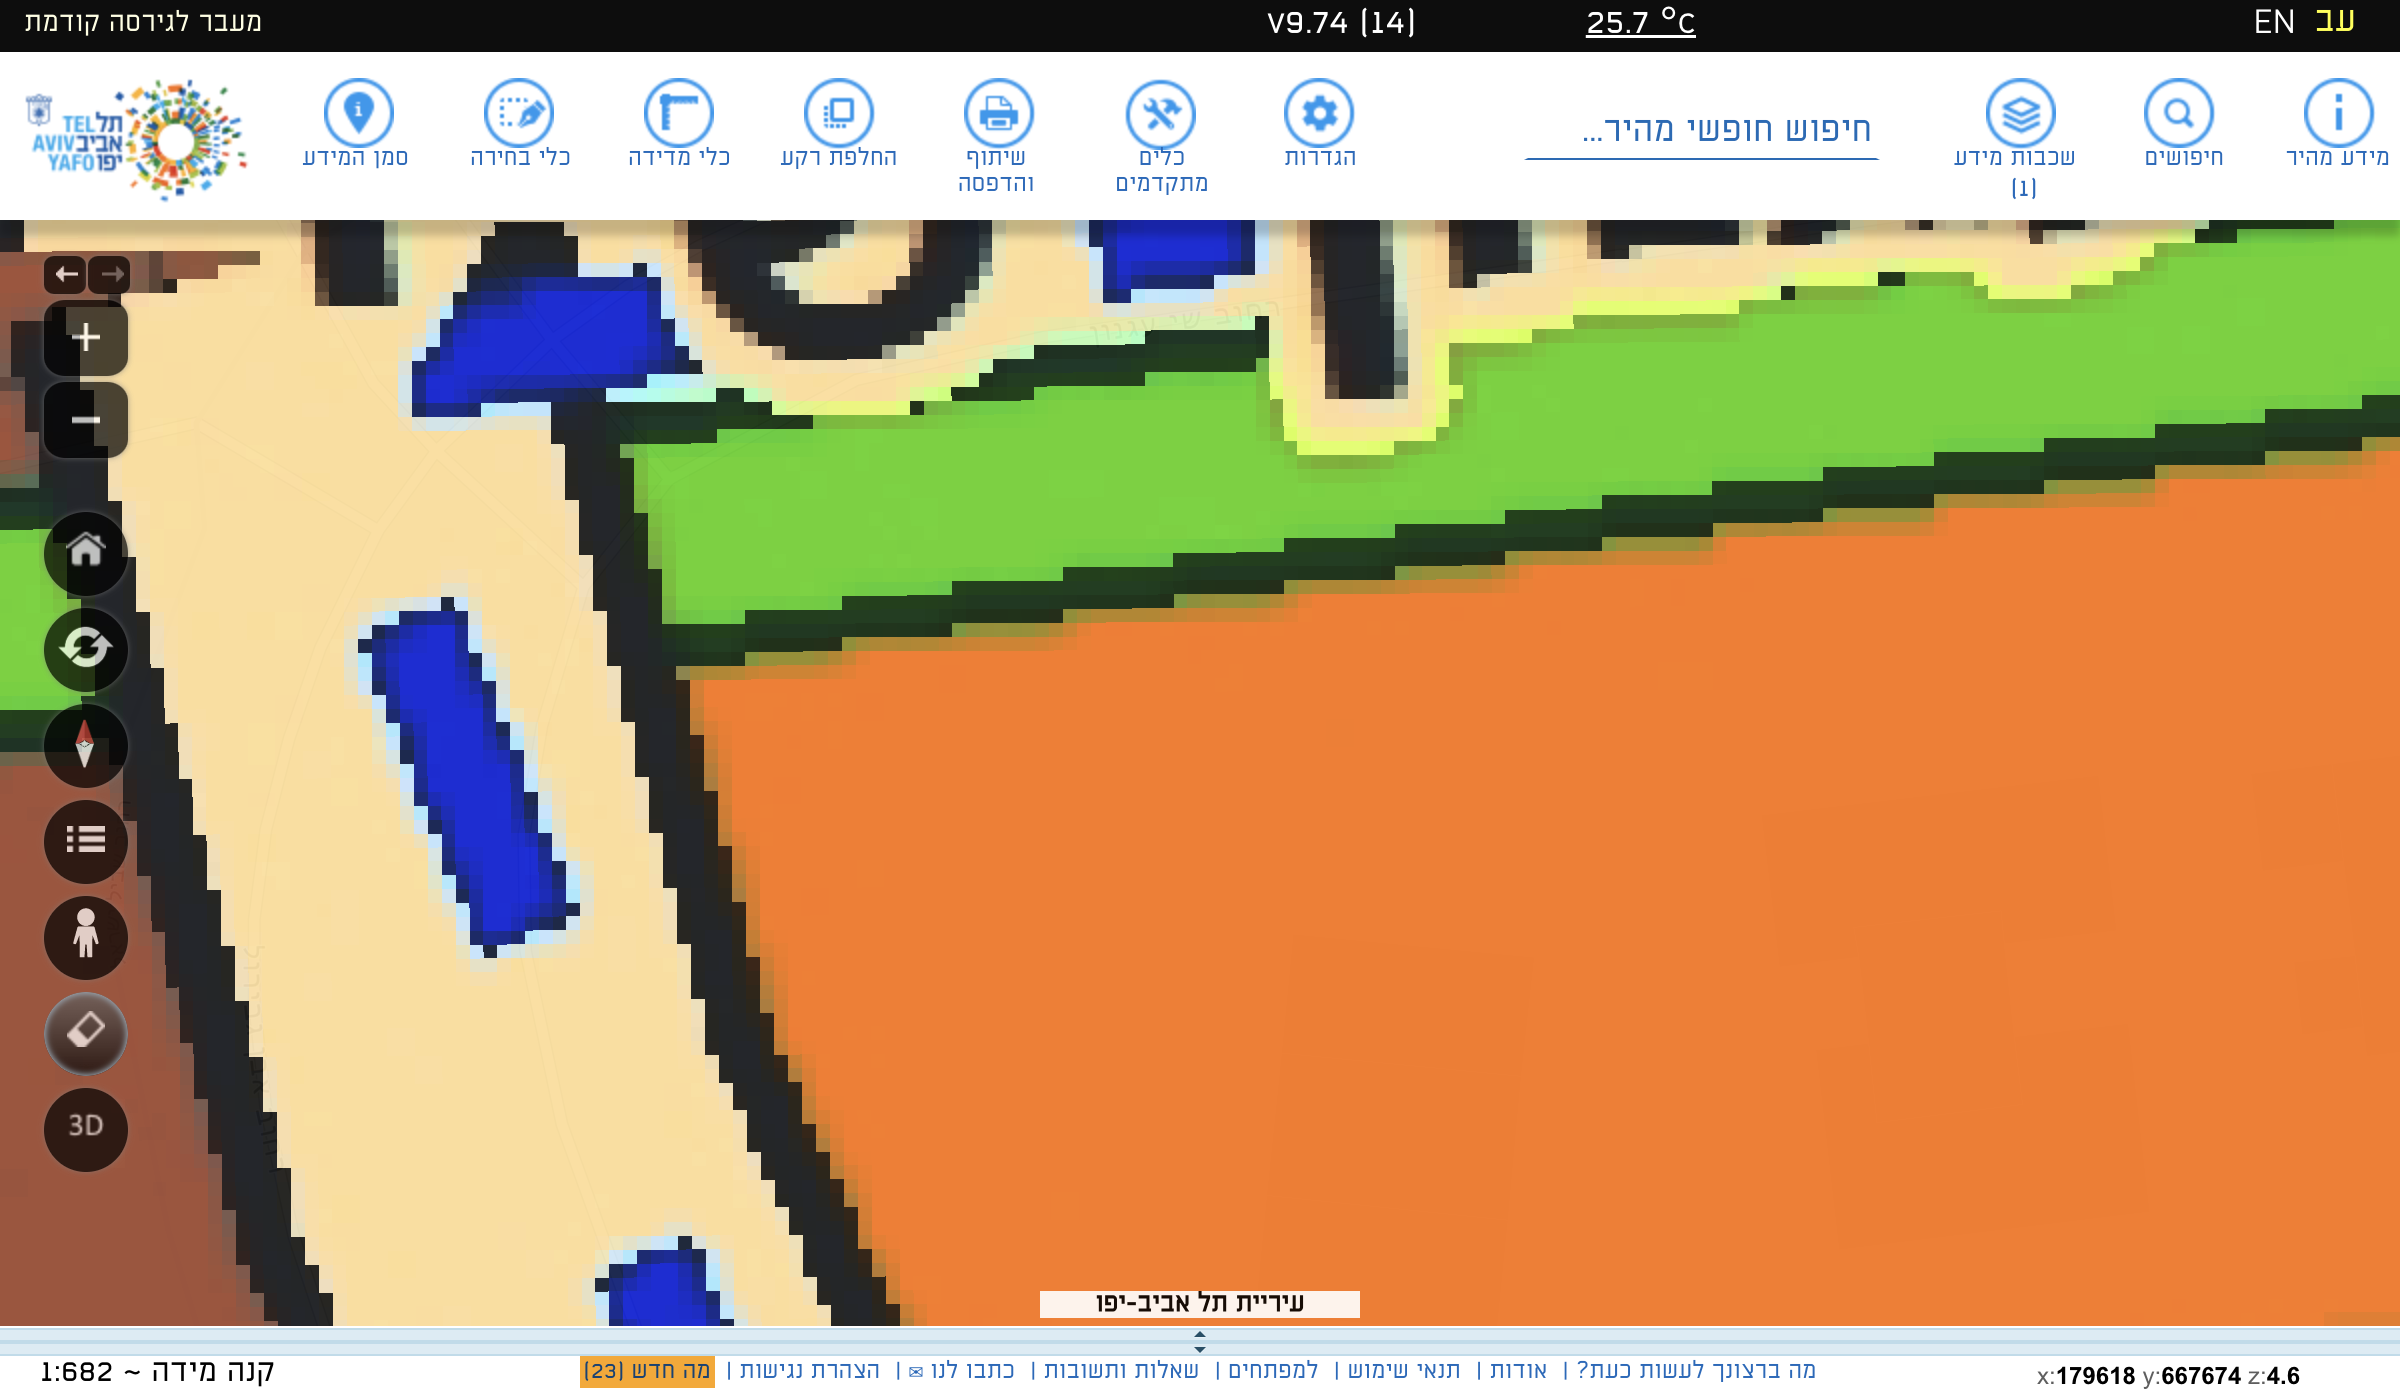 עב EN
25.7 °C
V9.74 (14)
מעבר לגירסה קודמת
מידע מהיר
חיפושים
שכבות מידע
(1)
חיפוש חופשי מהיר...
הגדרות
כלים
מתקדמים
שיתוף
והדפסה
החלפת רקע
כלי מדידה
כלי בחירה
סמן המידע
תל אביב יפו
TEL AVIV YAFO
רחוב שי עגנון
3D
עיריית תל אביב-יפו
x:179618 y:667674 z:4.6
מה ברצונך לעשות כעת? | אודות | תנאי שימוש | למפתחים | שאלות ותשובות | כתבו לנו ✉ | הצהרת נגישות | מה חדש (23)
קנה מידה ~ 1:682